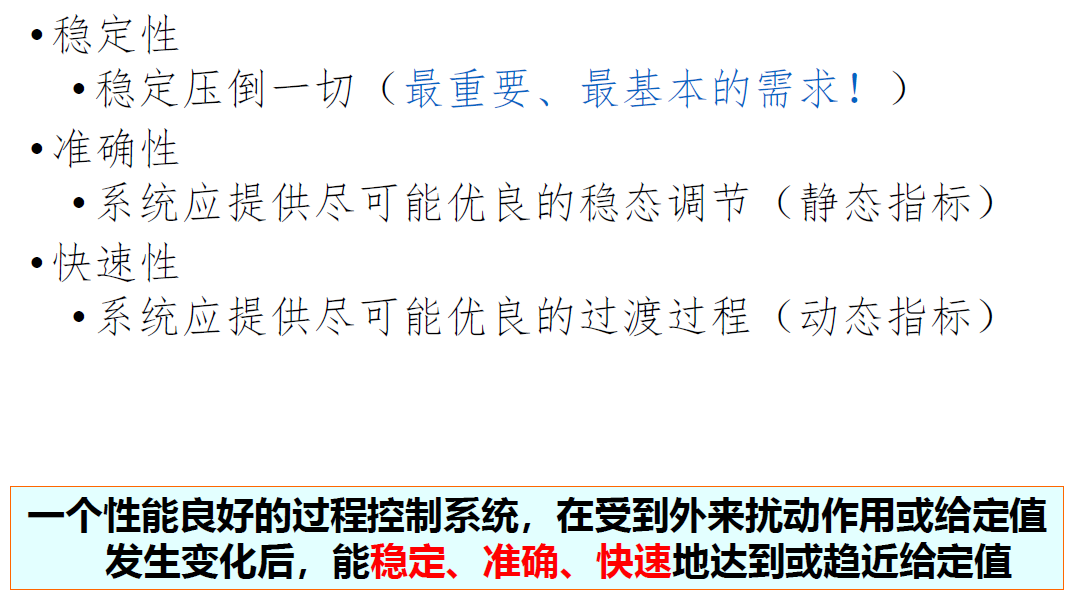 •稳定性
•稳定压倒一切（最重要、最基本的需求！）
•准确性
•系统应提供尽可能优良的稳态调节（静态指标）
•快速性
•系统应提供尽可能优良的过渡过程（动态指标）
一个性能良好的过程控制系统，在受到外来扰动作用或给定值
发生变化后，能稳定、准确、快速地达到或趋近给定值